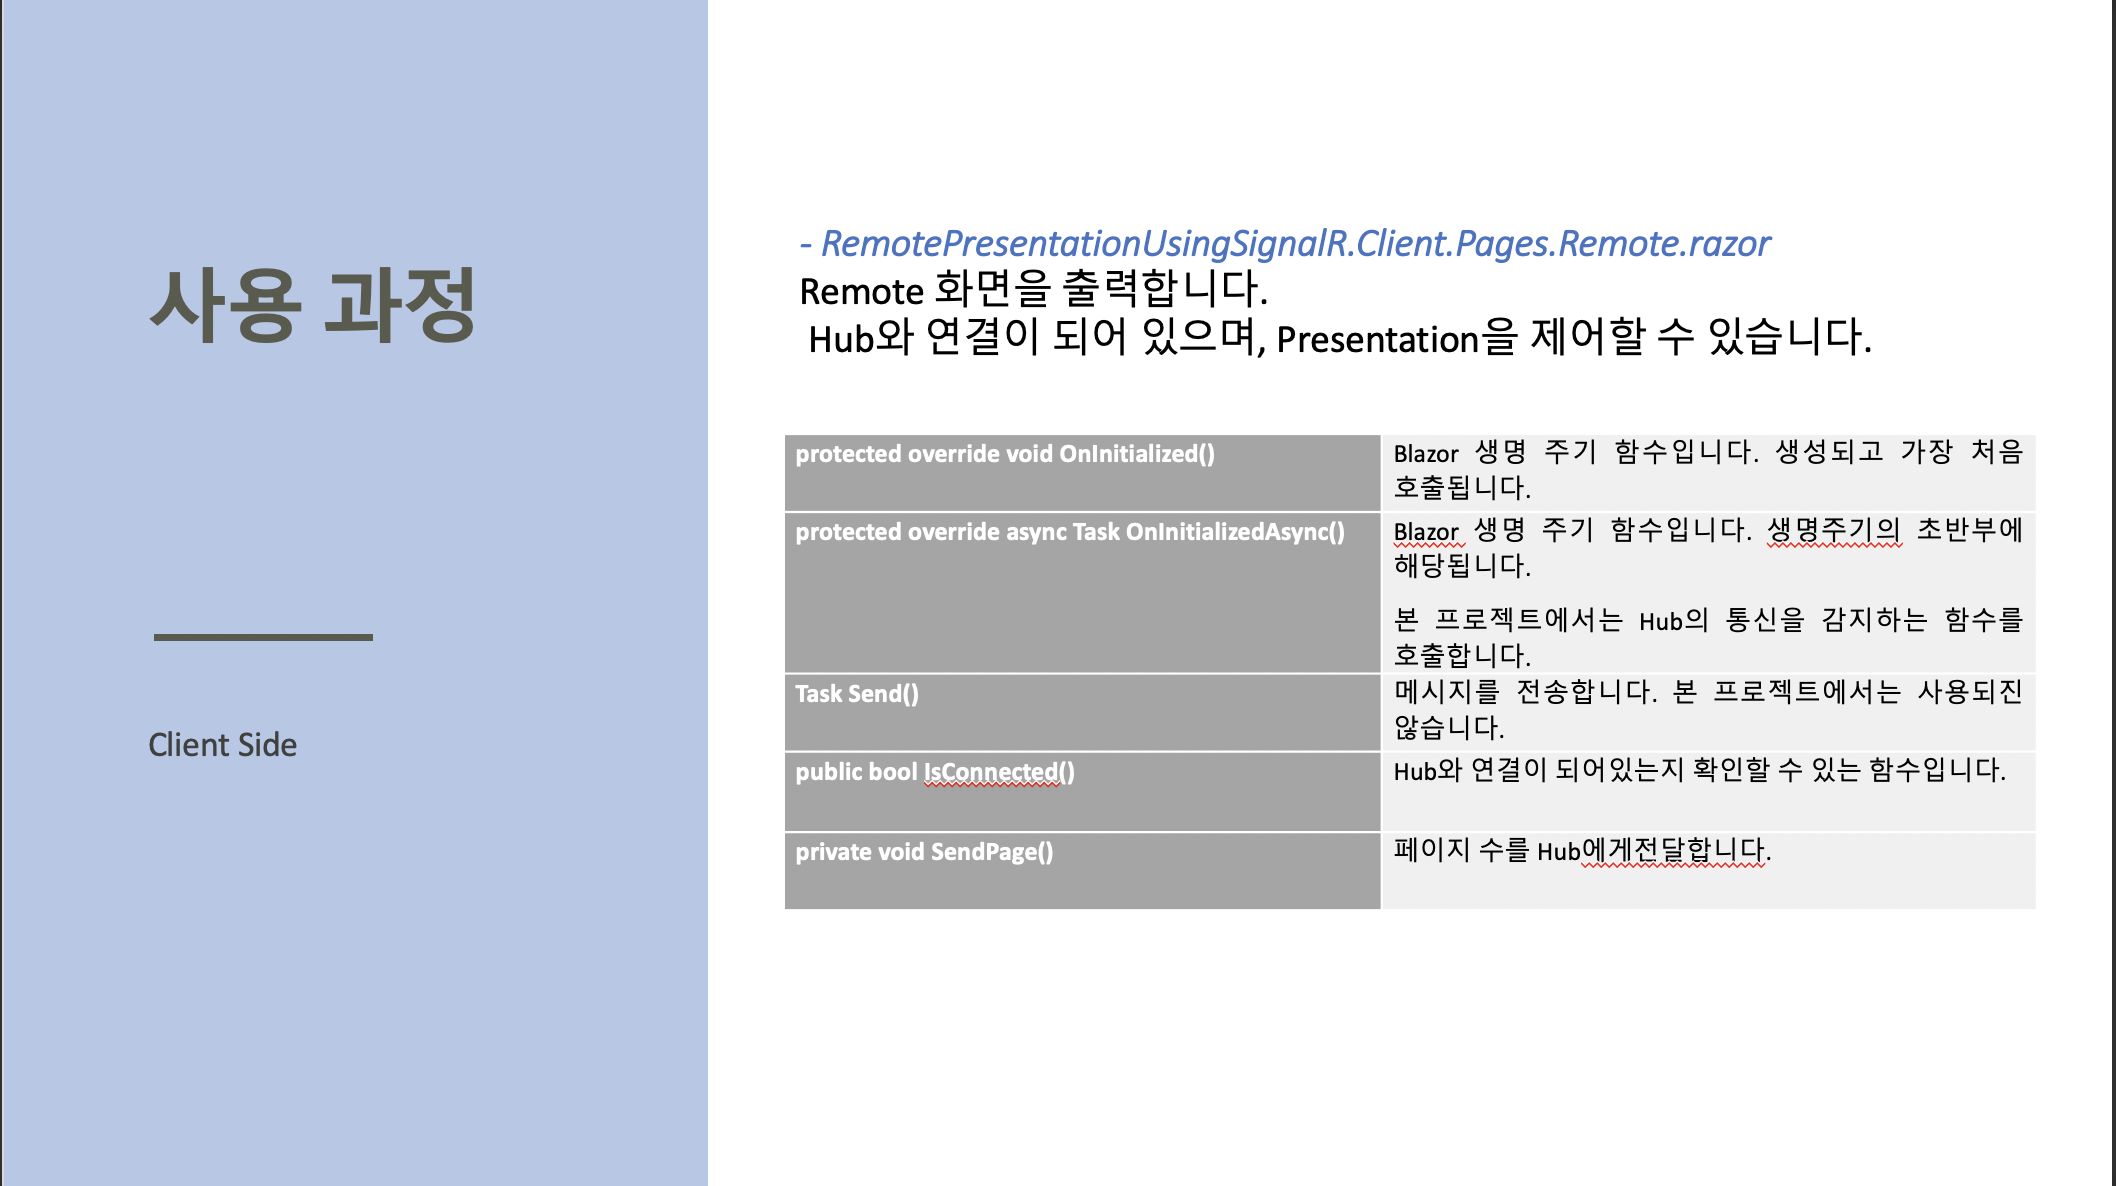 사용 과정
Client Side
- RemotePresentationUsingSignalR.Client.Pages.Remote.razor
Remote 화면을 출력합니다.
Hub와 연결이 되어 있으며, Presentation을 제어할 수 있습니다.
protected override void OnInitialized()
Blazor 생명 주기 함수입니다. 생성되고 가장 처음
호출됩니다.
protected override async Task OnInitializedAsync()
Blazor 생명 주기 함수입니다. 생명주기의 초반부에
해당됩니다.
본 프로젝트에서는 Hub의 통신을 감지하는 함수를
호출합니다.
Task Send()
메시지를 전송합니다. 본 프로젝트에서는 사용되진
않습니다.
public bool IsConnected()
Hub와 연결이 되어있는지 확인할 수 있는 함수입니다.
private void SendPage()
페이지 수를 Hub에게전달합니다.